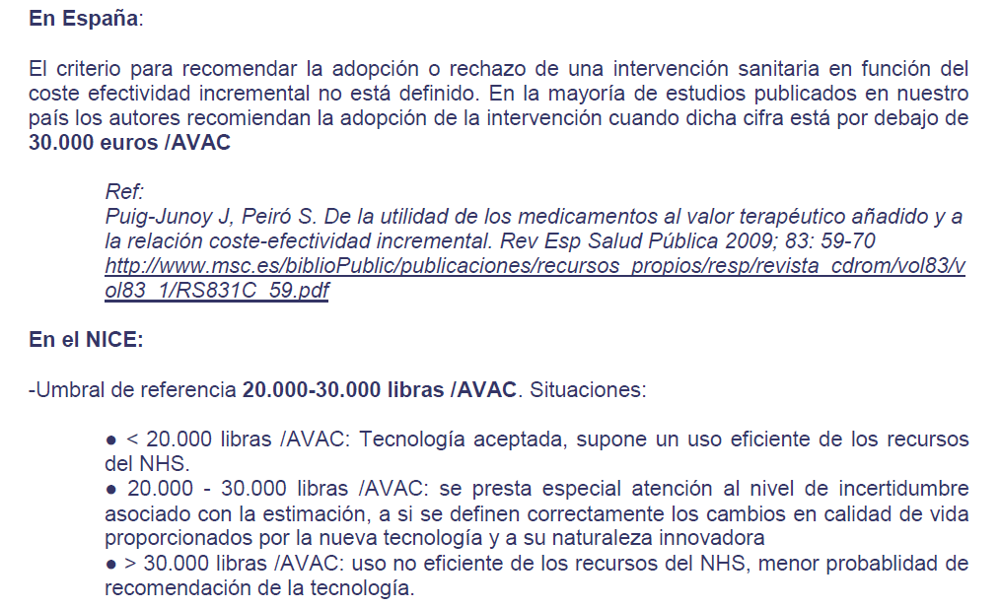 En España:
El criterio para recomendar la adopción o rechazo de una intervención sanitaria en función del
coste efectividad incremental no está definido. En la mayoría de estudios publicados en nuestro
país los autores recomiendan la adopción de la intervención cuando dicha cifra está por debajo de
30.000 euros /AVAC
Ref:
Puig-Junoy J, Peiró S. De la utilidad de los medicamentos al valor terapéutico añadido y a
la relación coste-efectividad incremental. Rev Esp Salud Pública 2009; 83: 59-70
http://www.msc.es/biblioPublic/publicaciones/recursos_propios/resp/revista_cdrom/vol83/v
ol83_1/RS831C_59.pdf
En el NICE:
-Umbral de referencia 20.000-30.000 libras /AVAC. Situaciones:
● < 20.000 libras /AVAC: Tecnología aceptada, supone un uso eficiente de los recursos
del NHS.
● 20.000 - 30.000 libras /AVAC: se presta especial atención al nivel de incertidumbre
asociado con la estimación, a si se definen correctamente los cambios en calidad de vida
proporcionados por la nueva tecnología y a su naturaleza innovadora
● > 30.000 libras /AVAC: uso no eficiente de los recursos del NHS, menor probablidad de
recomendación de la tecnología.